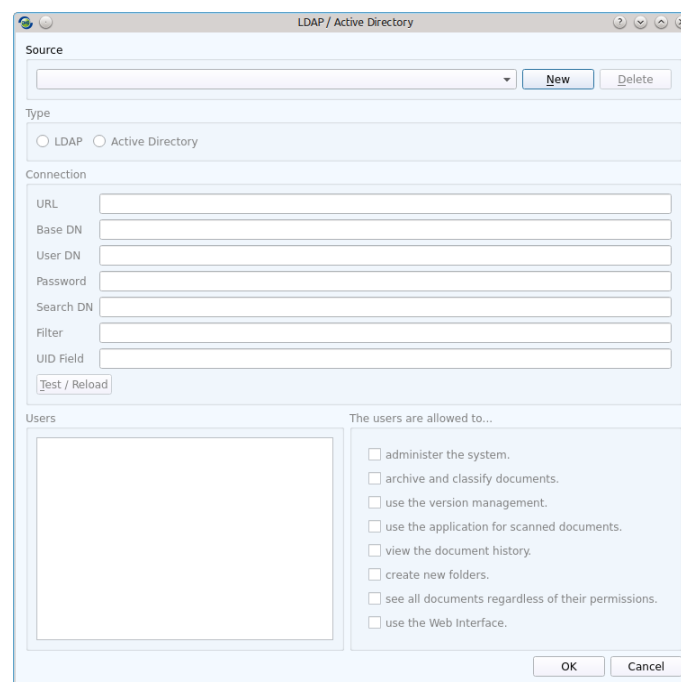 LDAP / Active Directory
Source
New
Delete
Type
LDAP
Active Directory
Connection
URL
Base DN
User DN
Password
Search DN
Filter
UID Field
Test / Reload
Users
The users are allowed to...
administer the system.
archive and classify documents.
use the version management.
use the application for scanned documents.
view the document history.
create new folders.
see all documents regardless of their permissions.
use the Web Interface.
OK
Cancel